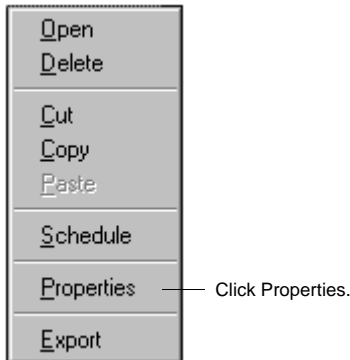 Open
Delete
Cut
Copy
Paste
Schedule
Properties
Click Properties.
Export